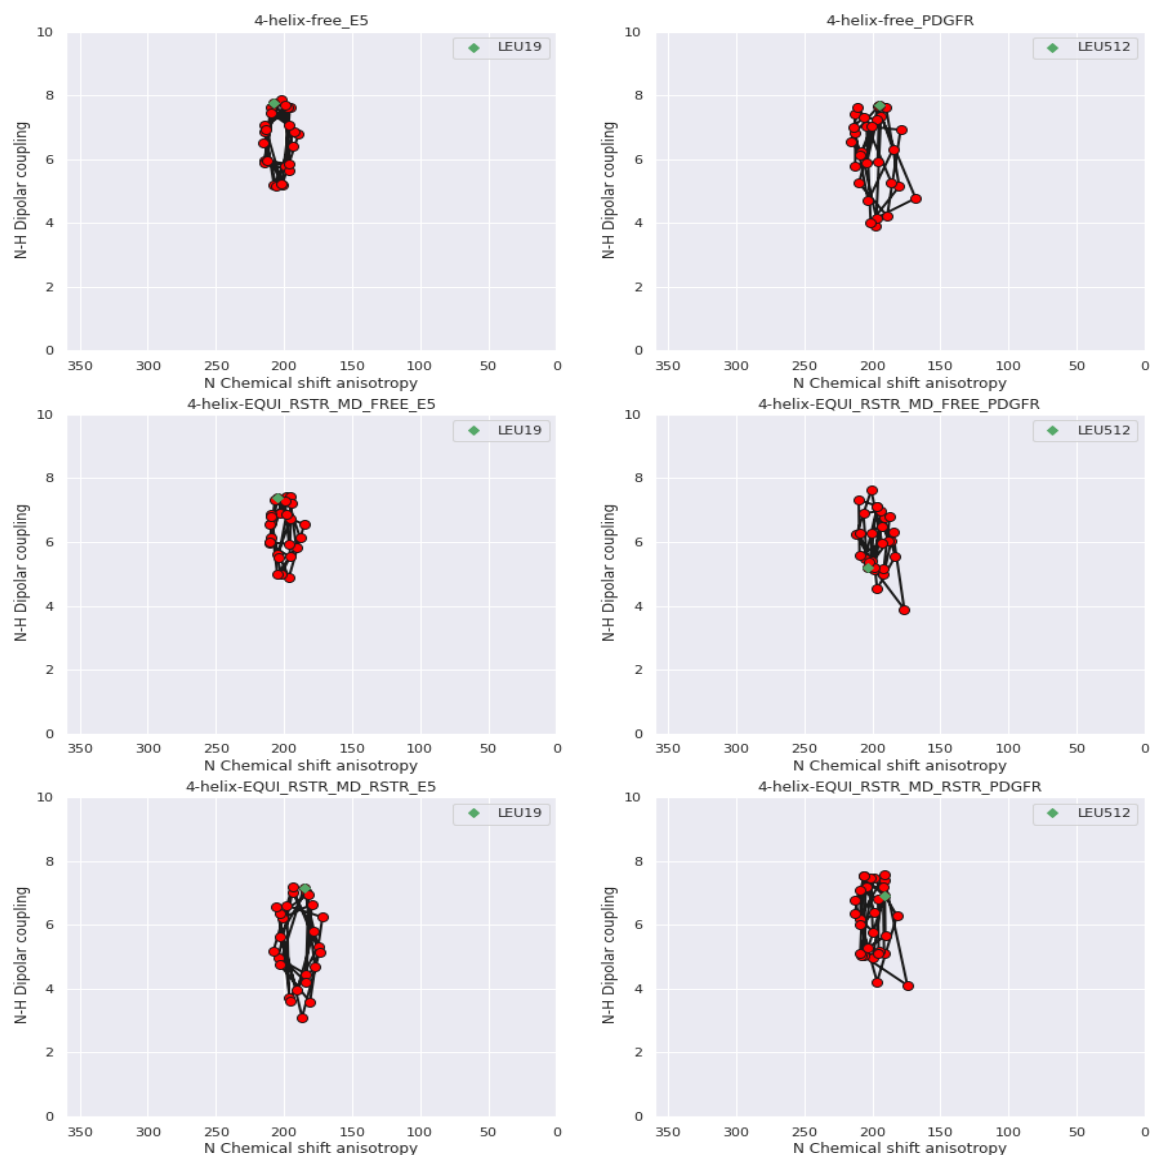 4-helix-free_E5
10
8
6
4
2
0
N-H Dipolar coupling
LEU19
350 300 250 200 150 100 50 0
N Chemical shift anisotropy
4-helix-free_PDGFR
10
8
6
4
2
0
N-H Dipolar coupling
LEU512
350 300 250 200 150 100 50 0
N Chemical shift anisotropy
4-helix-EQUI_RSTR_MD_FREE_E5
10
8
6
4
2
0
N-H Dipolar coupling
LEU19
350 300 250 200 150 100 50 0
N Chemical shift anisotropy
4-helix-EQUI_RSTR_MD_FREE_PDGFR
10
8
6
4
2
0
N-H Dipolar coupling
LEU512
350 300 250 200 150 100 50 0
N Chemical shift anisotropy
4-helix-EQUI_RSTR_MD_RSTR_E5
10
8
6
4
2
0
N-H Dipolar coupling
LEU19
350 300 250 200 150 100 50 0
N Chemical shift anisotropy
4-helix-EQUI_RSTR_MD_RSTR_PDGFR
10
8
6
4
2
0
N-H Dipolar coupling
LEU512
350 300 250 200 150 100 50 0
N Chemical shift anisotropy